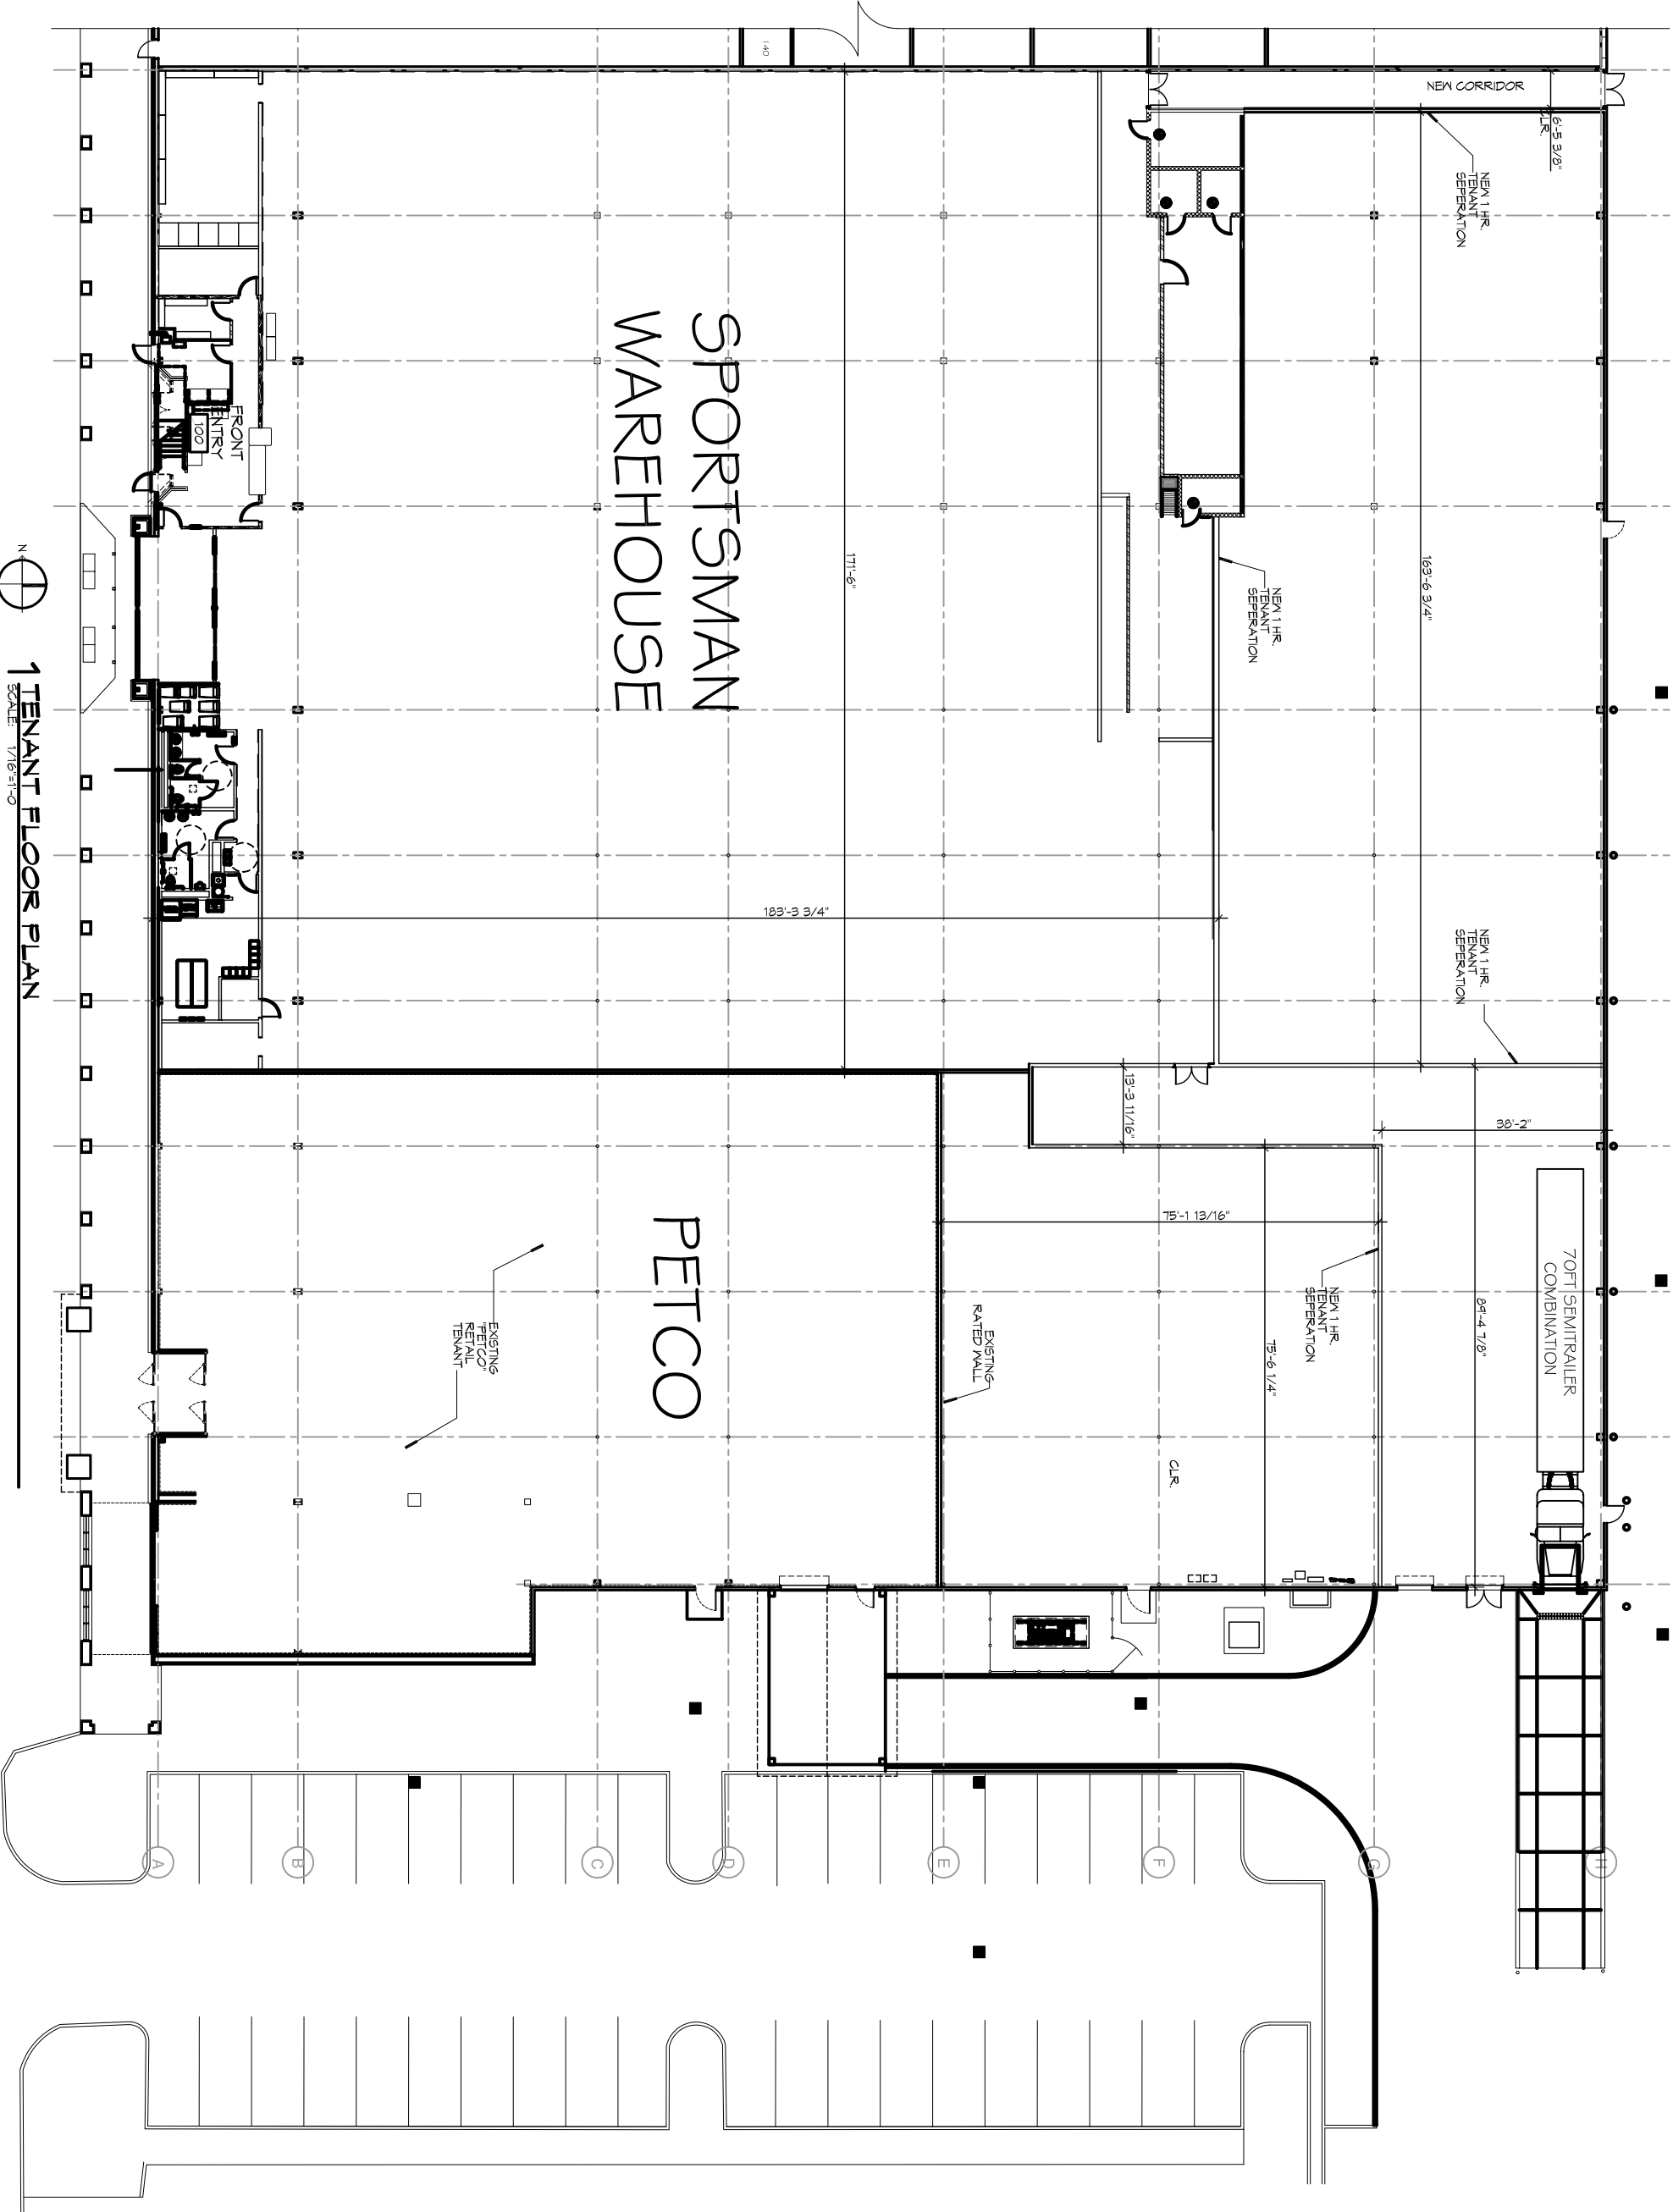 140
NEW CORRIDOR
6'-5 3/8"
CLR.
NEW 1 HR.
TENANT
SEPERATION
SPORTSMAN
WAREHOUSE
171'-6"
163'-6 3/4"
NEW 1 HR.
TENANT
SEPERATION
FRONT
ENTRY
100
183'-3 3/4"
NEW 1 HR.
TENANT
SEPERATION
13'-3 11/16"
38'-2"
75'-1 13/16"
PETCO
EXISTING
"PETCO"
RETAIL
TENANT
EXISTING
RATED WALL
NEW 1 HR.
TENANT
SEPERATION
75'-6 1/4"
89'-4 7/8"
70FT SEMITRAILER
COMBINATION
CLR.
A
B
C
D
E
F
G
H
N
1 TENANT FLOOR PLAN
SCALE: 1/16"=1'-0